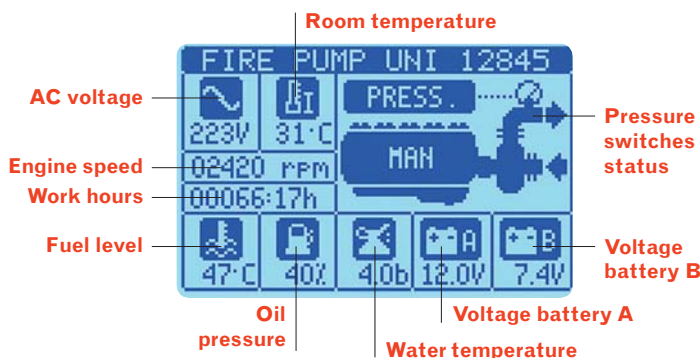 Room temperature
FIRE PUMP UNI 12845
AC voltage
PRESS.
223V 31°C
Pressure
switches
status
Engine speed
02420 rpm
MAN
Work hours
00066:17h
Fuel level
A B
47°C 40% 4.0b 12.0V 7.4V
Voltage
battery B
Oil
pressure
Voltage battery A
Water temperature